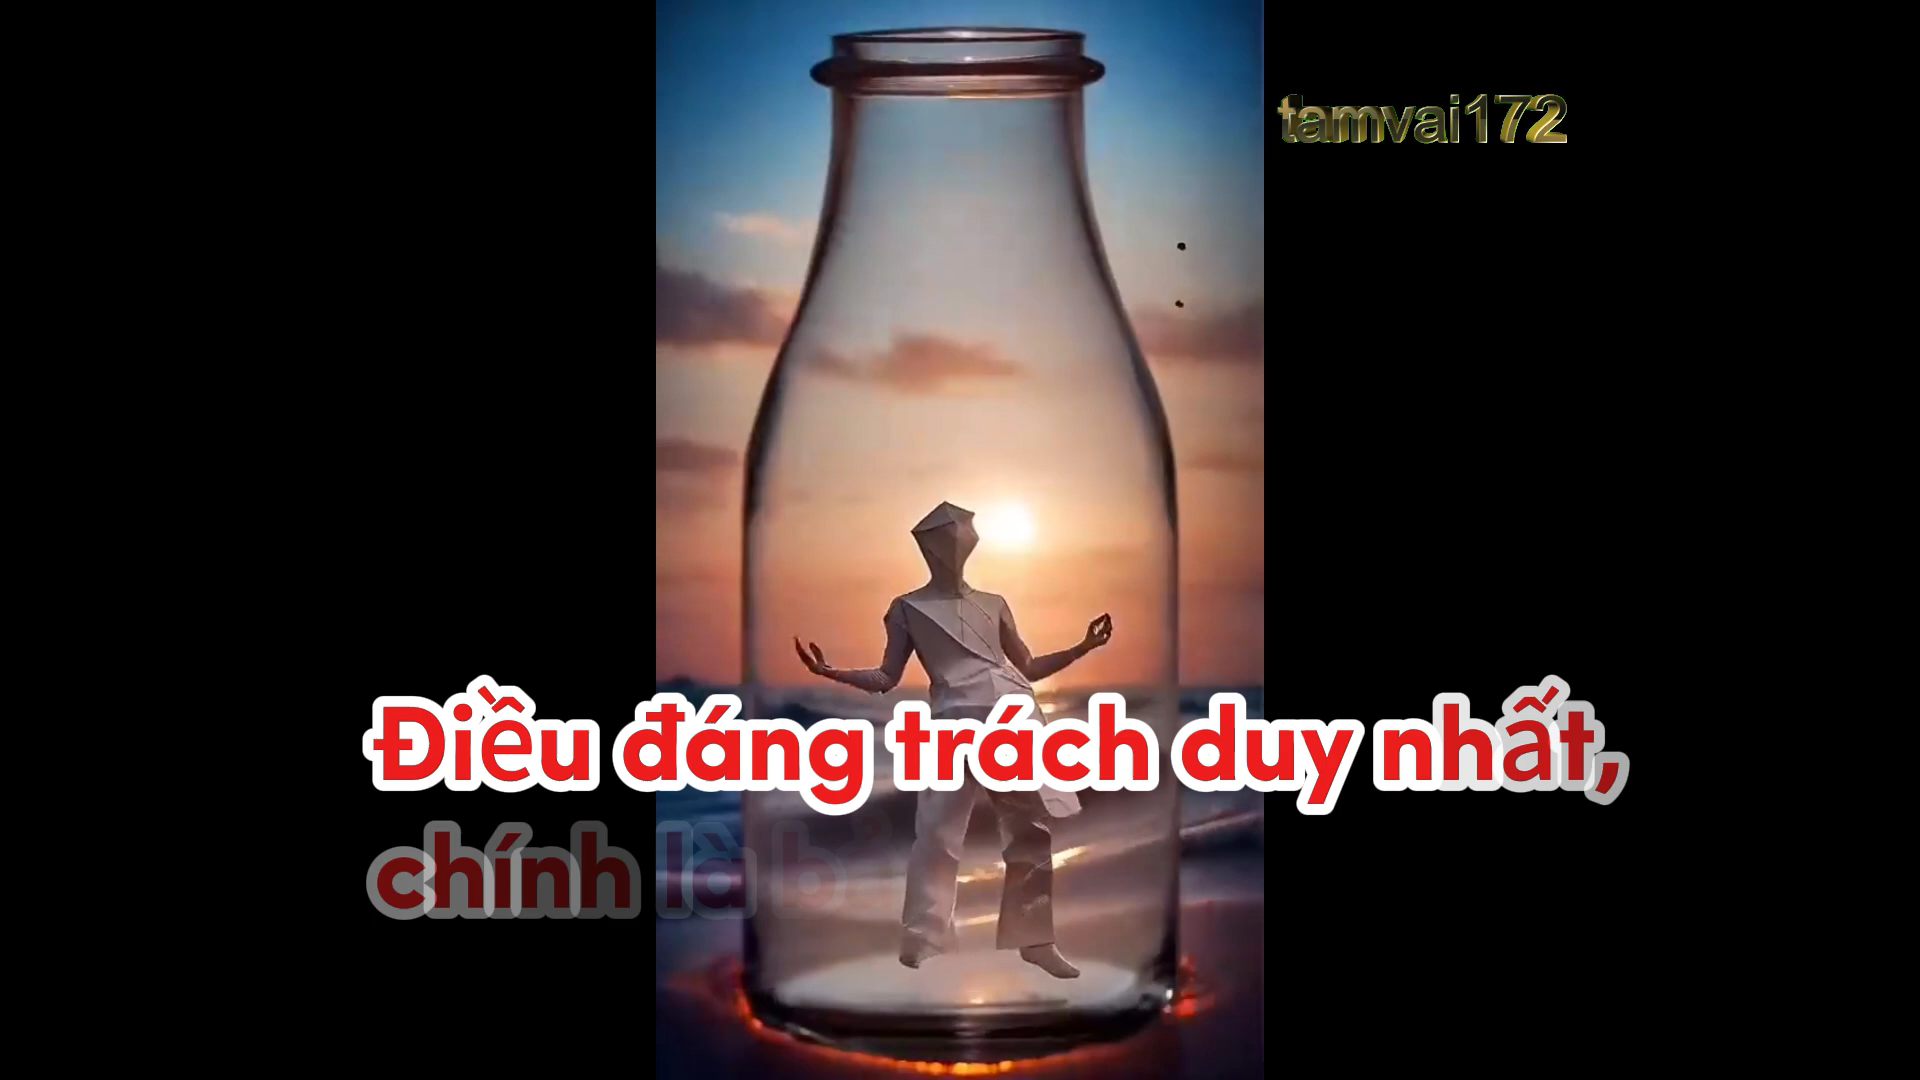 tamvai172
Điều đáng trách duy nhất,
chính là